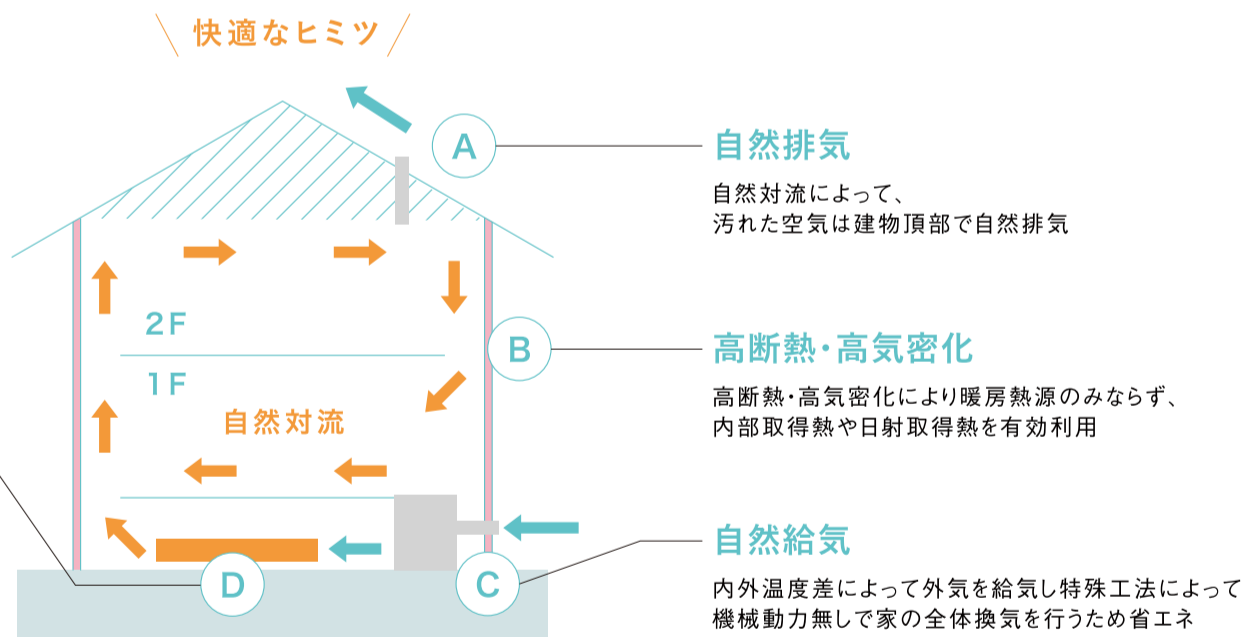 快適なヒミツ
A
自然排気
自然対流によって、
汚れた空気は建物頂部で自然排気
2F
1F
自然対流
B
高断熱・高気密化
高断熱・高気密化により暖房熱源のみならず、
内部取得熱や日射取得熱を有効利用
D
C
自然給気
内外温度差によって外気を給気し特殊工法によって
機械動力無しで家の全体換気を行うため省エネ